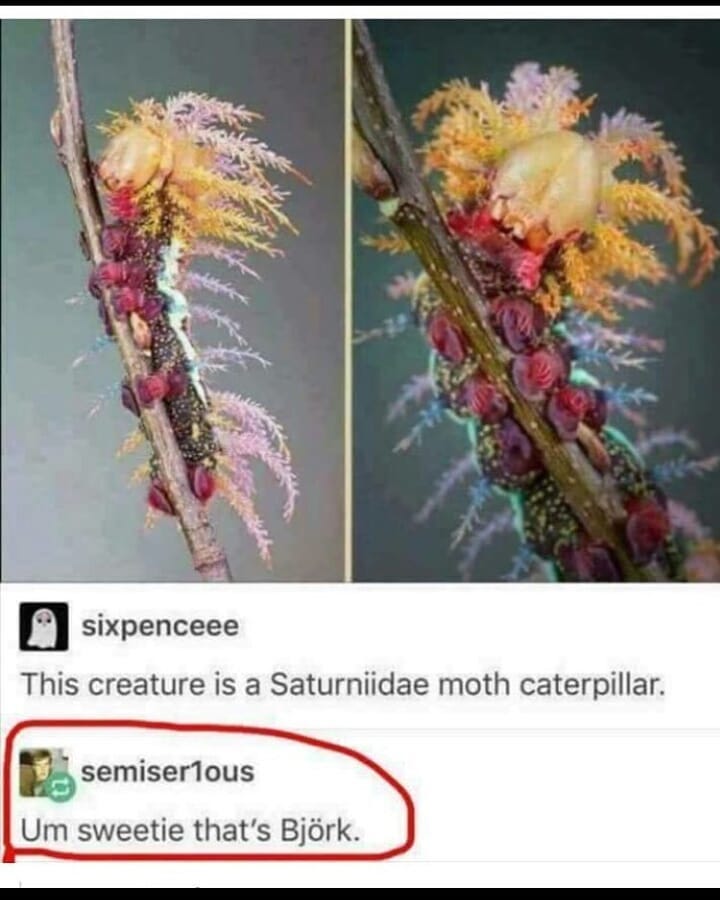 sixpenceee
This creature is a Saturniidae moth caterpillar.
semiser1ous
Um sweetie that's Björk.